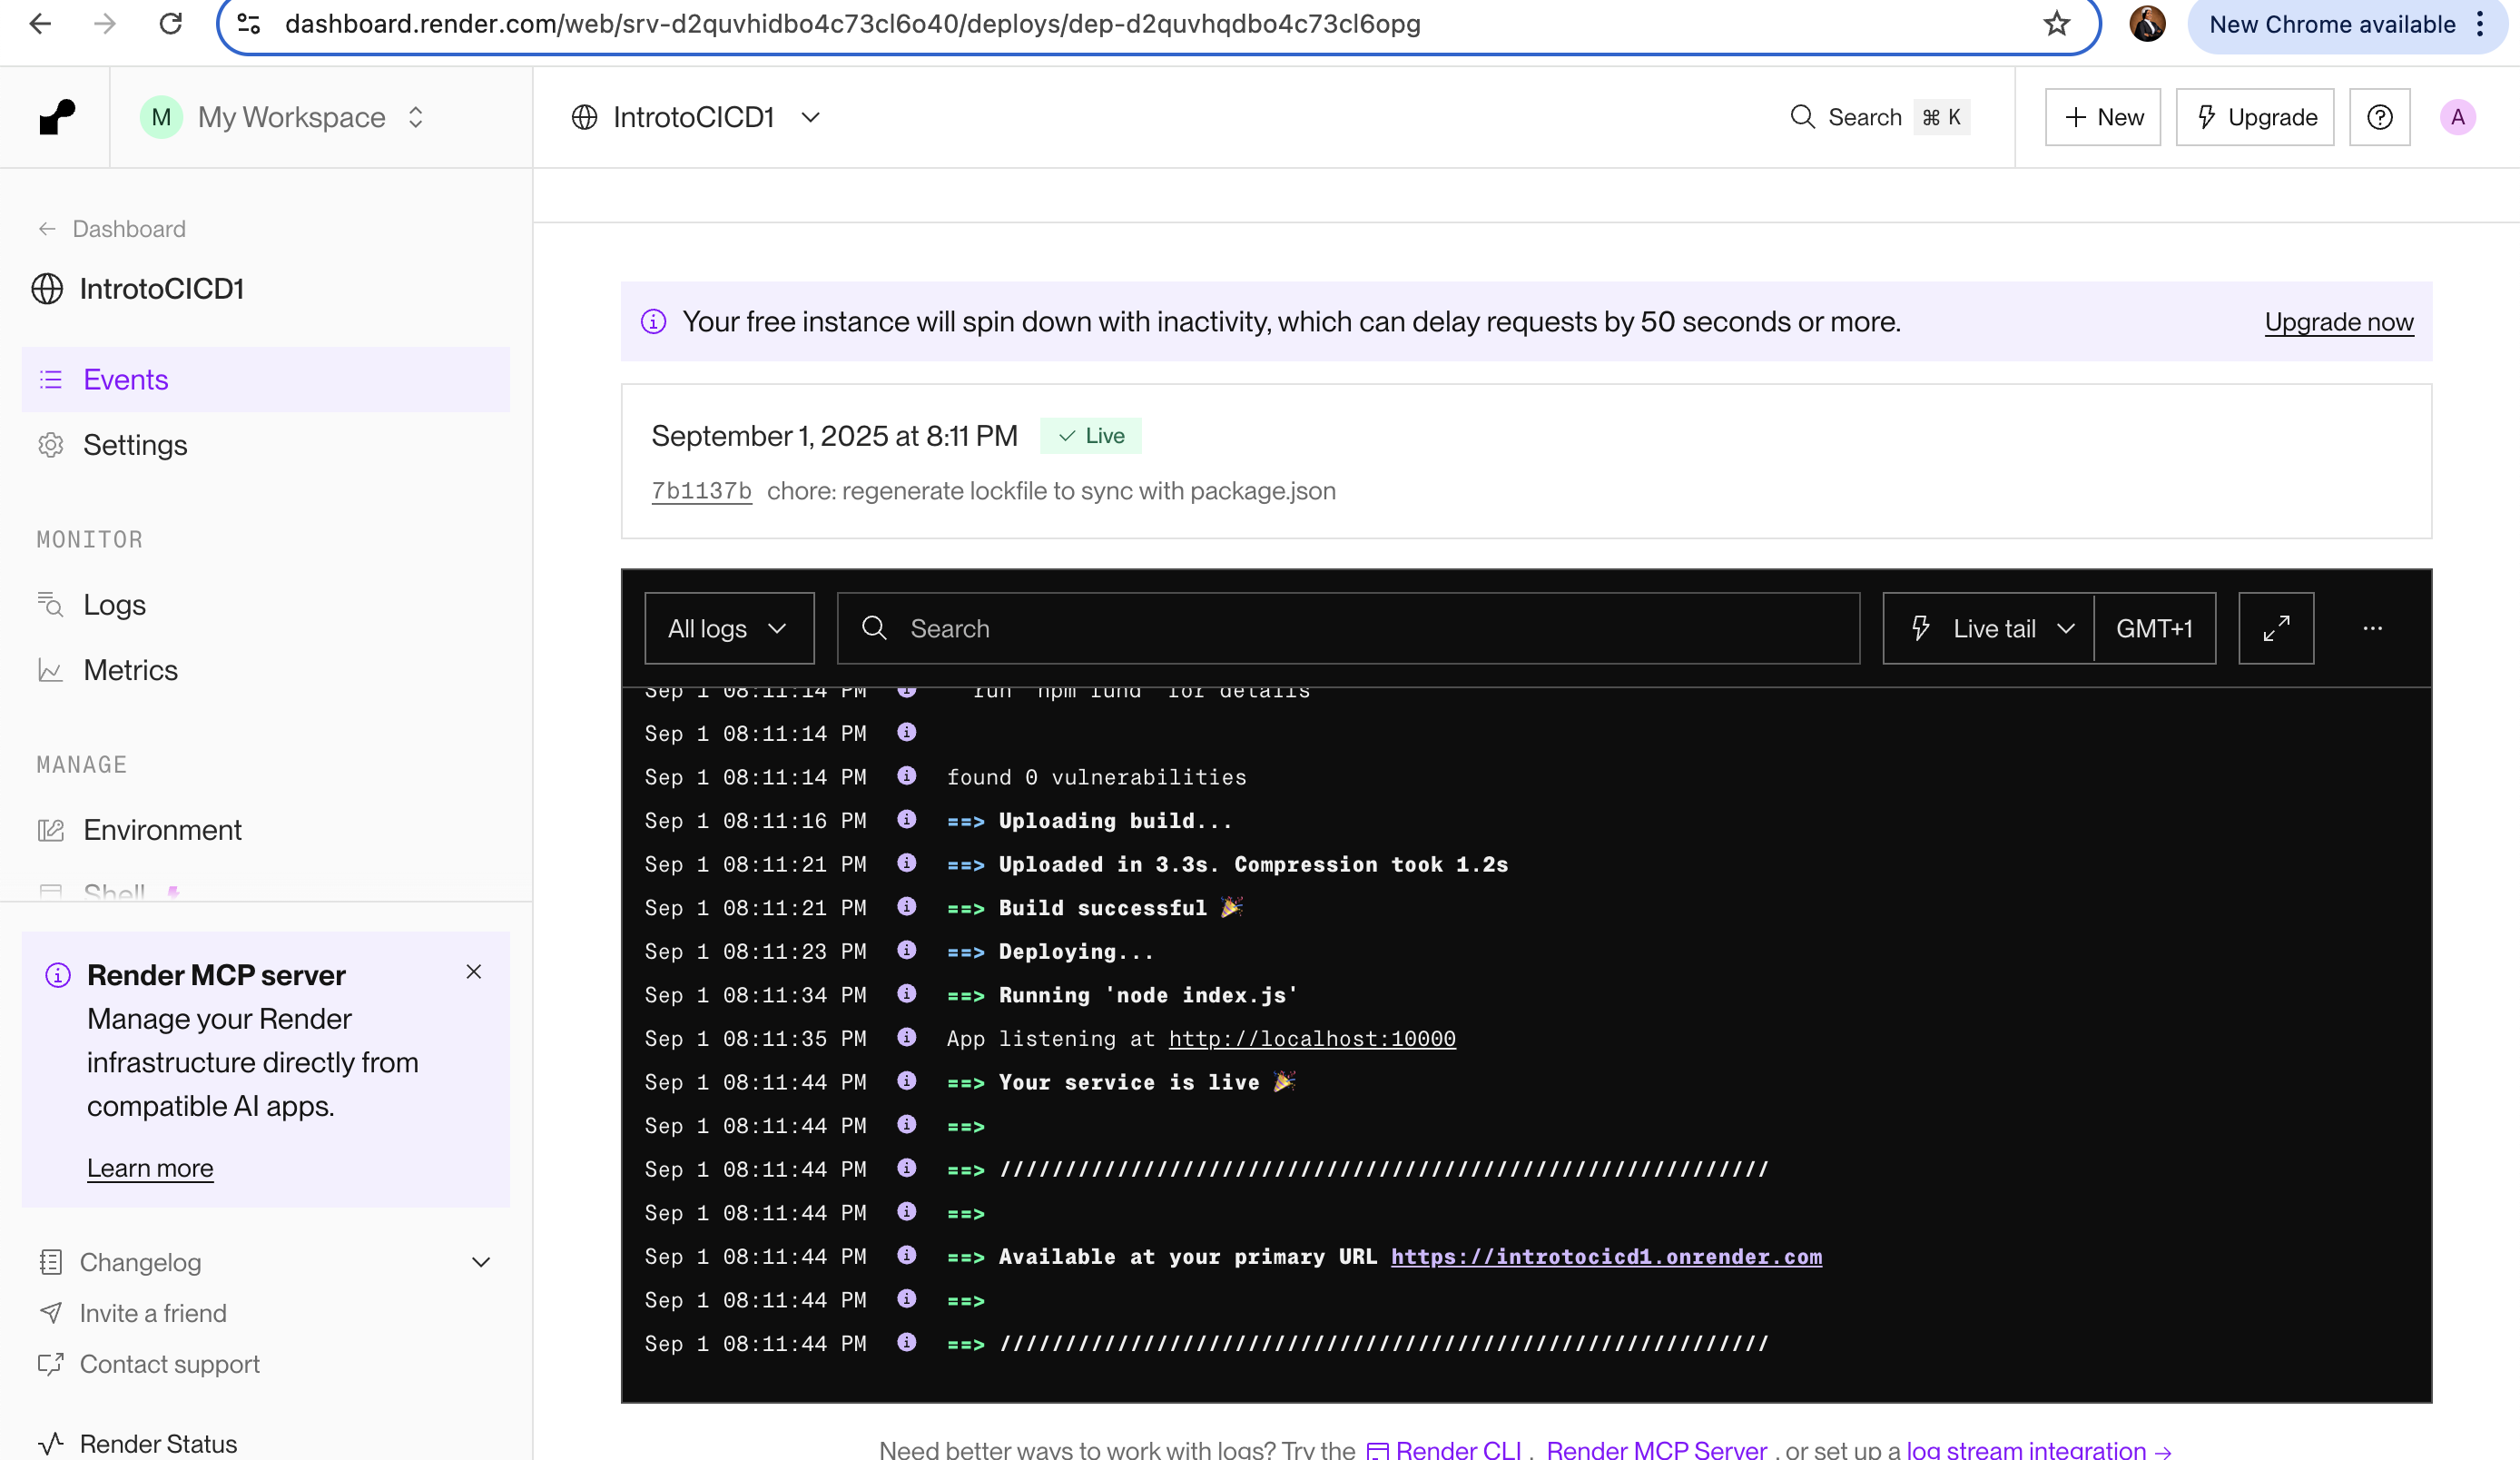 dashboard.render.com/web/srv-d2quvhidbo4c73cl6o40/deploys/dep-d2quvhqdbo4c73cl6opg
New Chrome available
M My Workspace
IntrotoCICD1
Search ⌘ K
+ New
Upgrade
A
← Dashboard
IntrotoCICD1
Events
Settings
MONITOR
Logs
Metrics
MANAGE
Environment
Shell
Render MCP server
Manage your Render
infrastructure directly from
compatible AI apps.
Learn more
Changelog
Invite a friend
Contact support
Render Status
Your free instance will spin down with inactivity, which can delay requests by 50 seconds or more.
Upgrade now
September 1, 2025 at 8:11 PM ✓ Live
7b1137b chore: regenerate lockfile to sync with package.json
All logs
Search
Live tail
GMT+1
...
Sep 1 08:11:14 PM run `npm fund` for details
Sep 1 08:11:14 PM
Sep 1 08:11:14 PM found 0 vulnerabilities
Sep 1 08:11:16 PM ==> Uploading build...
Sep 1 08:11:21 PM ==> Uploaded in 3.3s. Compression took 1.2s
Sep 1 08:11:21 PM ==> Build successful 🎉
Sep 1 08:11:23 PM ==> Deploying...
Sep 1 08:11:34 PM ==> Running 'node index.js'
Sep 1 08:11:35 PM App listening at http://localhost:10000
Sep 1 08:11:44 PM ==> Your service is live 🎉
Sep 1 08:11:44 PM ==>
Sep 1 08:11:44 PM ==> ///////////////////////////////////////////////////////////
Sep 1 08:11:44 PM ==>
Sep 1 08:11:44 PM ==> Available at your primary URL https://introtocicd1.onrender.com
Sep 1 08:11:44 PM ==>
Sep 1 08:11:44 PM ==> ///////////////////////////////////////////////////////////
Need better ways to work with logs? Try the Render CLI, Render MCP Server, or set up a log stream integration →